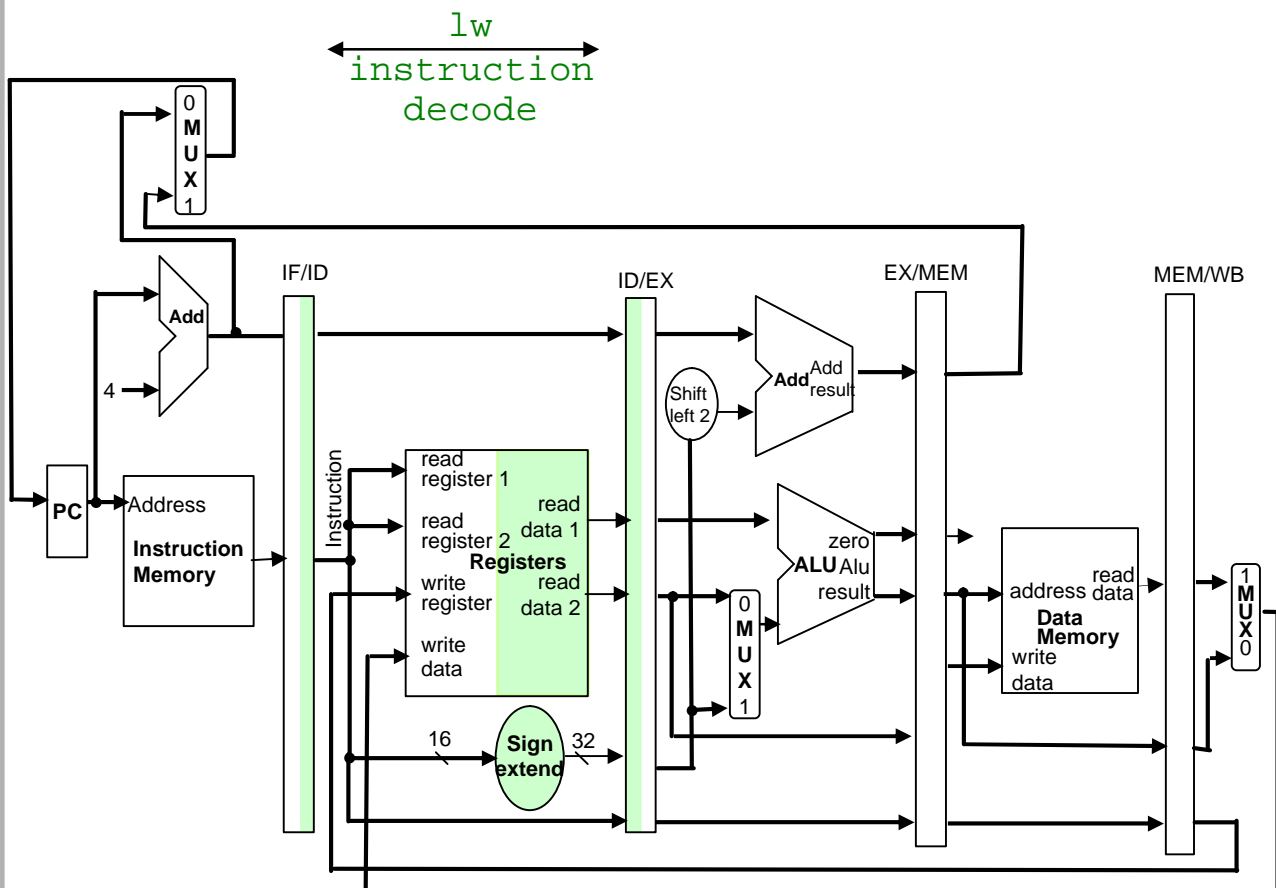 lw
instruction
decode
0
M
U
X
1
IF/ID
ID/EX
EX/MEM
MEM/WB
Add
4
Add
Add
result
Shift
left 2
PC
Address
Instruction
Memory
Instruction
read
register 1
read
register 2
Registers
write
register
write
data
read
data 1
read
data 2
0
M
U
X
1
zero
ALU
Alu
result
address
read
data
Data
Memory
write
data
1
M
U
X
0
16
Sign
extend
32